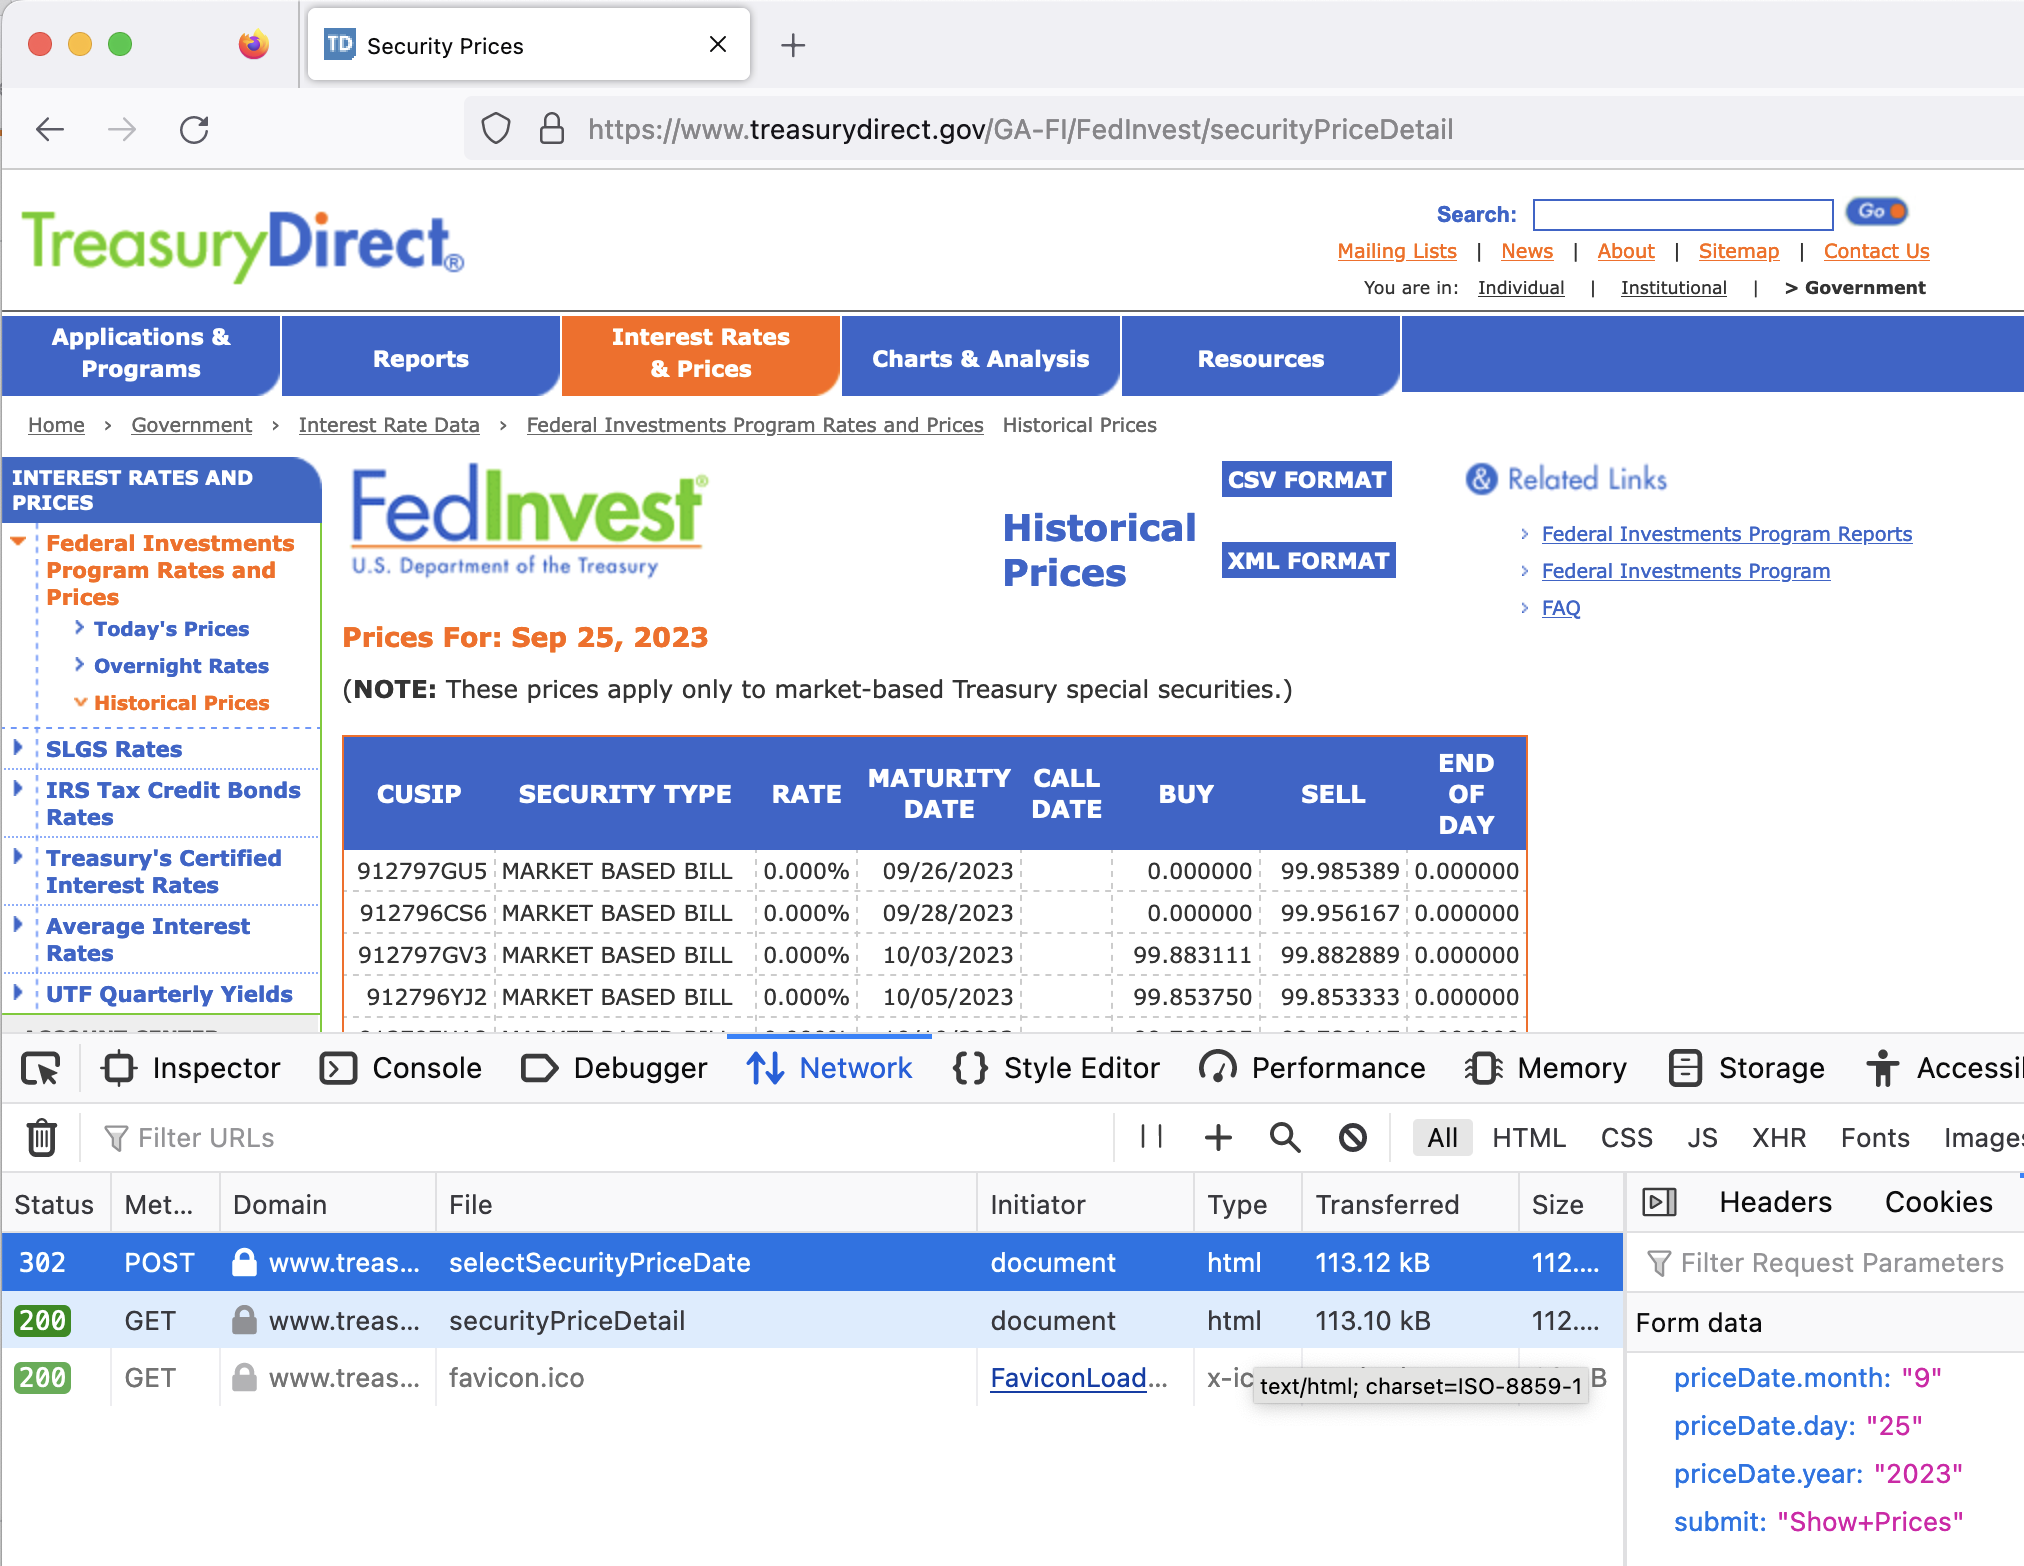 TD Security Prices
https://www.treasurydirect.gov/GA-FI/FedInvest/securityPriceDetail
TreasuryDirect®
Search: Go
Mailing Lists | News | About | Sitemap | Contact Us
You are in: Individual | Institutional | > Government
Applications & Programs
Reports
Interest Rates & Prices
Charts & Analysis
Resources
Home › Government › Interest Rate Data › Federal Investments Program Rates and Prices Historical Prices
INTEREST RATES AND
PRICES
Federal Investments
Program Rates and
Prices
Today's Prices
Overnight Rates
Historical Prices
SLGS Rates
IRS Tax Credit Bonds
Rates
Treasury's Certified
Interest Rates
Average Interest
Rates
UTF Quarterly Yields
FedInvest®
U.S. Department of the Treasury
Historical
Prices
CSV FORMAT
XML FORMAT
& Related Links
Federal Investments Program Reports
Federal Investments Program
FAQ
Prices For: Sep 25, 2023
(NOTE: These prices apply only to market-based Treasury special securities.)
CUSIP SECURITY TYPE RATE MATURITY DATE CALL DATE BUY SELL END OF DAY
912797GU5 MARKET BASED BILL 0.000% 09/26/2023 0.000000 99.985389 0.000000
912796CS6 MARKET BASED BILL 0.000% 09/28/2023 0.000000 99.956167 0.000000
912797GV3 MARKET BASED BILL 0.000% 10/03/2023 99.883111 99.882889 0.000000
912796YJ2 MARKET BASED BILL 0.000% 10/05/2023 99.853750 99.853333 0.000000
Inspector Console Debugger Network Style Editor Performance Memory Storage Accessi
Filter URLs
All HTML CSS JS XHR Fonts Images
Status Met... Domain File Initiator Type Transferred Size
302 POST www.treas... selectSecurityPriceDate document html 113.12 kB 112....
200 GET www.treas... securityPriceDetail document html 113.10 kB 112....
200 GET www.treas... favicon.ico FaviconLoad... x-ic B
text/html; charset=ISO-8859-1
Headers Cookies
Filter Request Parameters
Form data
priceDate.month: "9"
priceDate.day: "25"
priceDate.year: "2023"
submit: "Show+Prices"